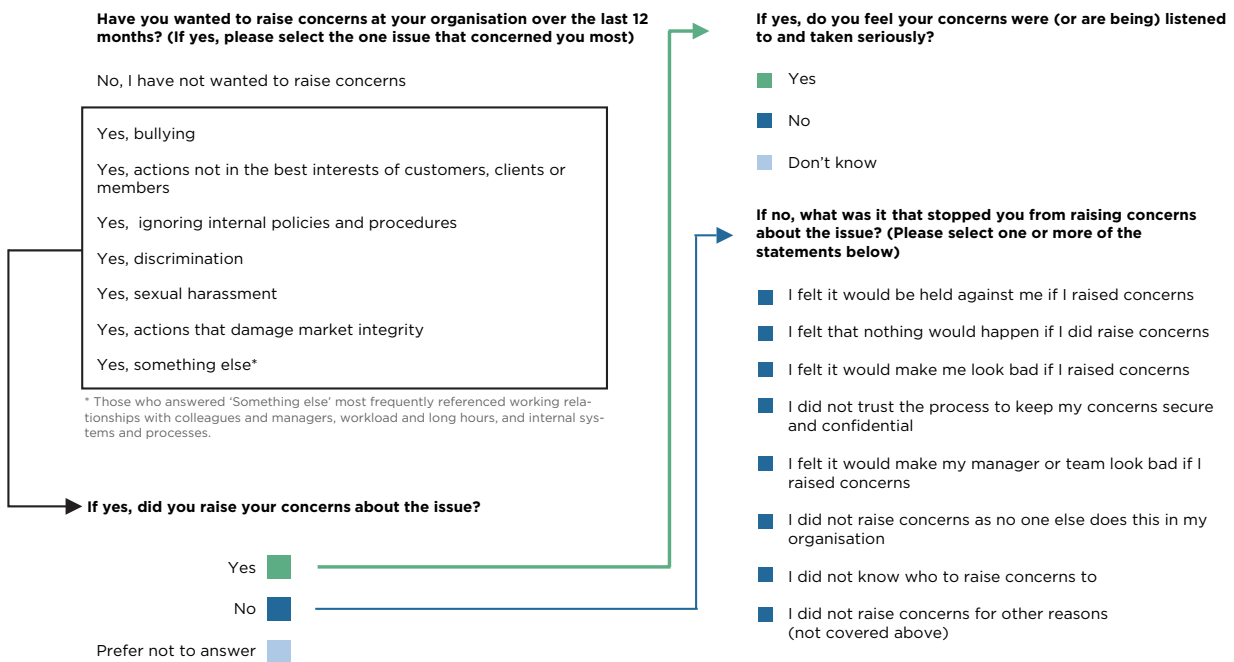 Have you wanted to raise concerns at your organisation over the last 12
months? (If yes, please select the one issue that concerned you most)
No, I have not wanted to raise concerns
Yes, bullying
Yes, actions not in the best interests of customers, clients or
members
Yes,  ignoring internal policies and procedures
Yes, discrimination
Yes, sexual harassment
Yes, actions that damage market integrity
Yes, something else*
* Those who answered ‘Something else’ most frequently referenced working rela-
tionships with colleagues and managers, workload and long hours, and internal sys-
tems and processes.
If yes, did you raise your concerns about the issue?
Yes
No
Prefer not to answer
If yes, do you feel your concerns were (or are being) listened
to and taken seriously?
Yes
No
Don’t know
If no, what was it that stopped you from raising concerns
about the issue? (Please select one or more of the
statements below)
I felt it would be held against me if I raised concerns
I felt that nothing would happen if I did raise concerns
I felt it would make me look bad if I raised concerns
I did not trust the process to keep my concerns secure
and confidential
I felt it would make my manager or team look bad if I
raised concerns
I did not raise concerns as no one else does this in my
organisation
I did not know who to raise concerns to
I did not raise concerns for other reasons
(not covered above)